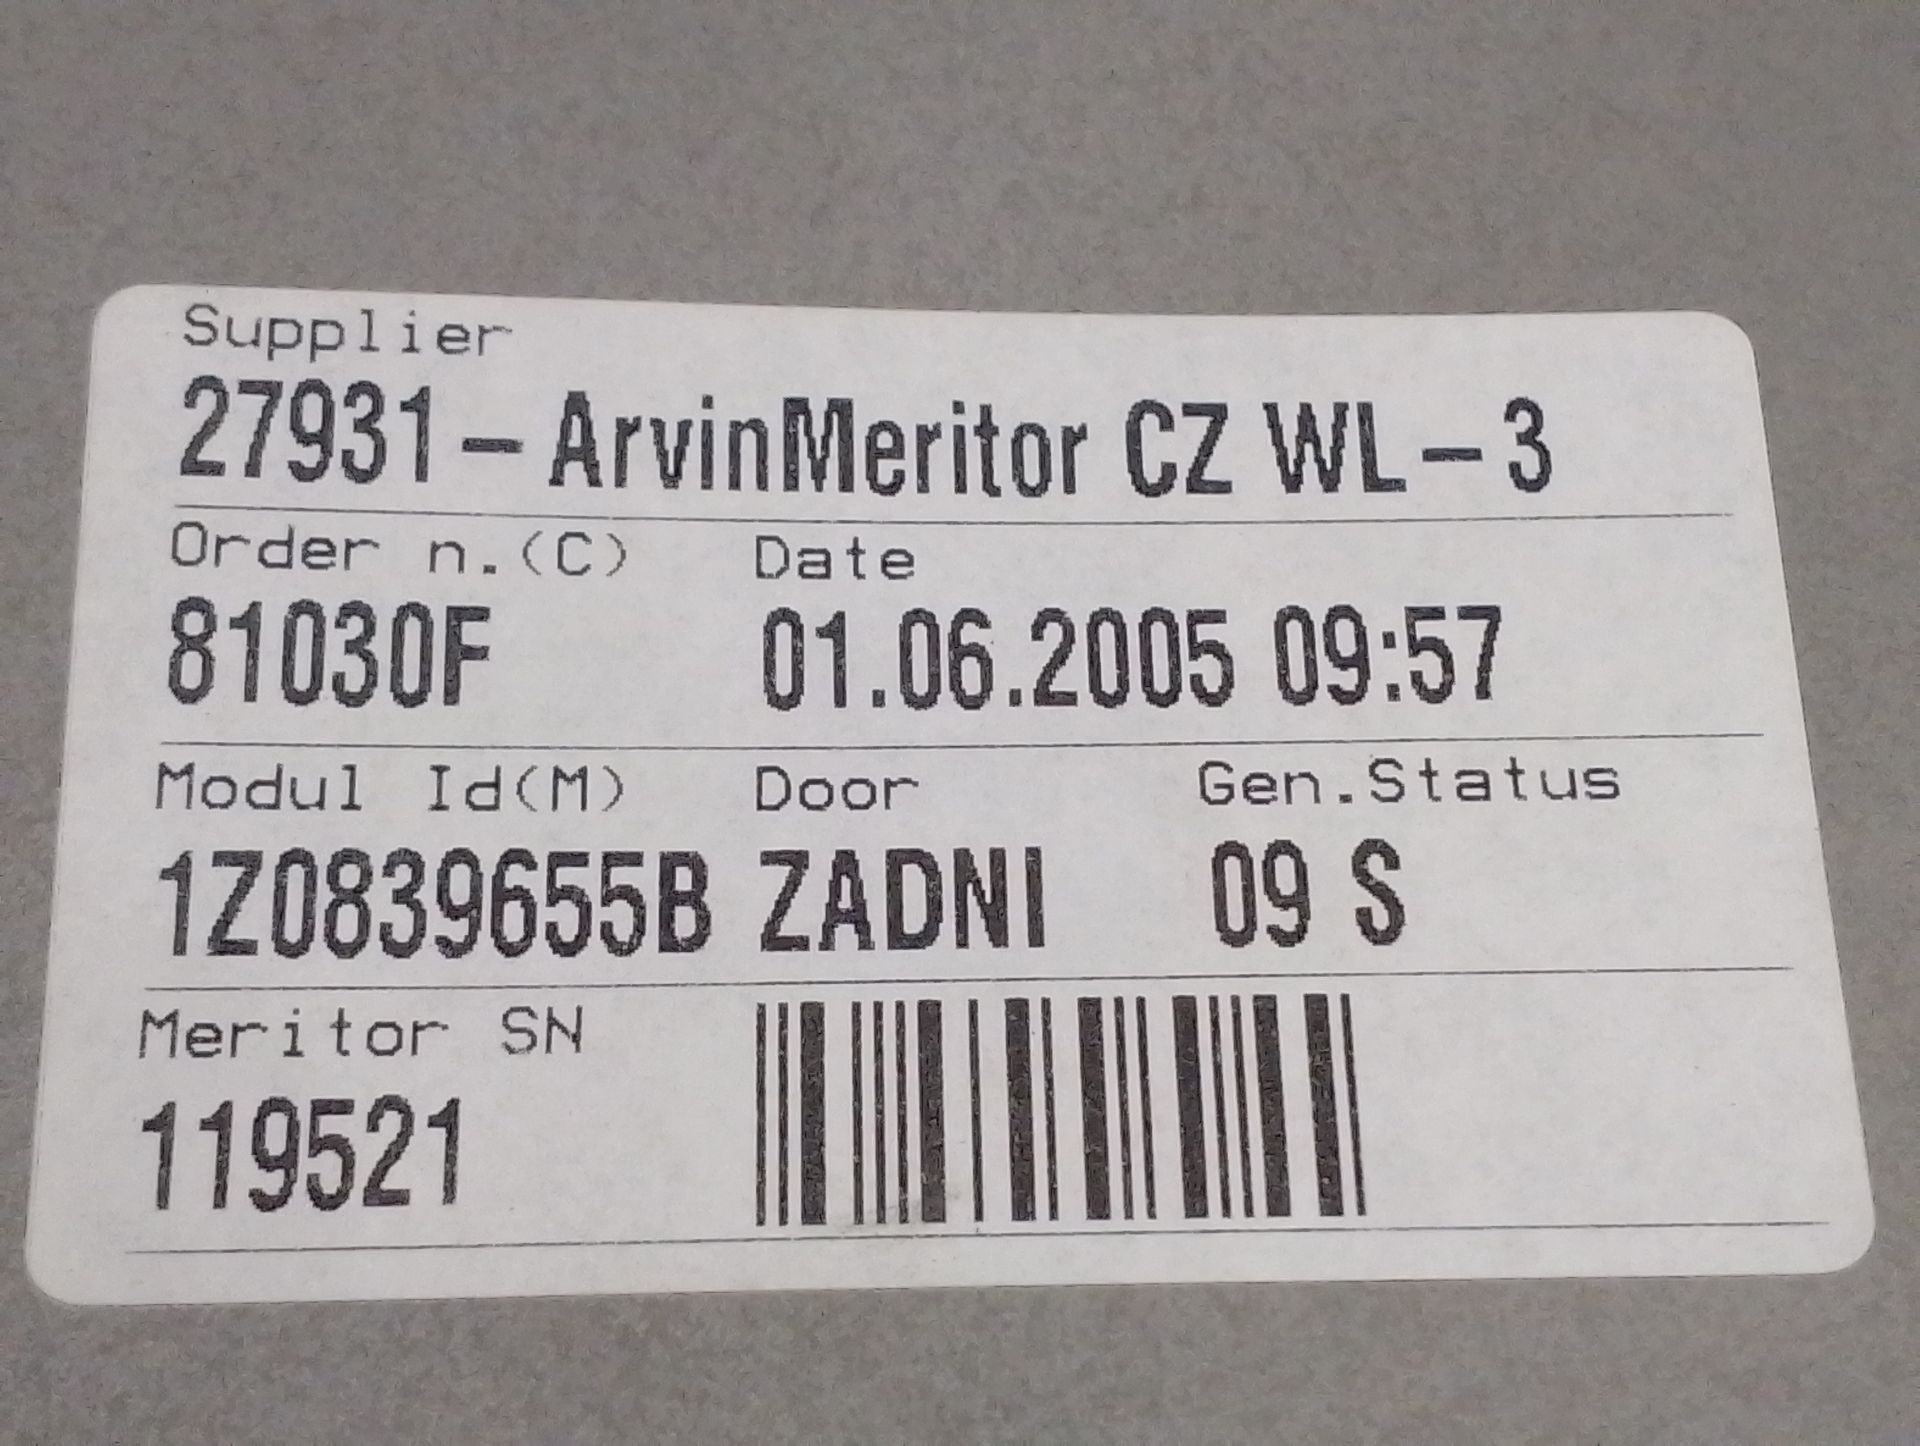 Supplier
27931 - ArvinMeritor CZ WL - 3
Order n.(C) Date
81030F 01.06.2005 09:57
Modul Id(M) Door Gen.Status
1Z0839655B ZADNI 09 S
Meritor SN
119521